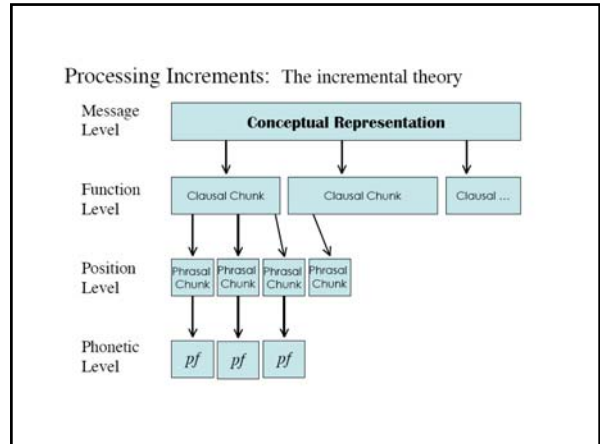 Processing Increments: The incremental theory
Message
Level
Conceptual Representation
Function
Level
Clausal Chunk
Clausal Chunk
Clausal ...
Position
Level
Phrasal
Chunk
Phrasal
Chunk
Phrasal
Chunk
Phrasal
Chunk
Phonetic
Level
pf
pf
pf